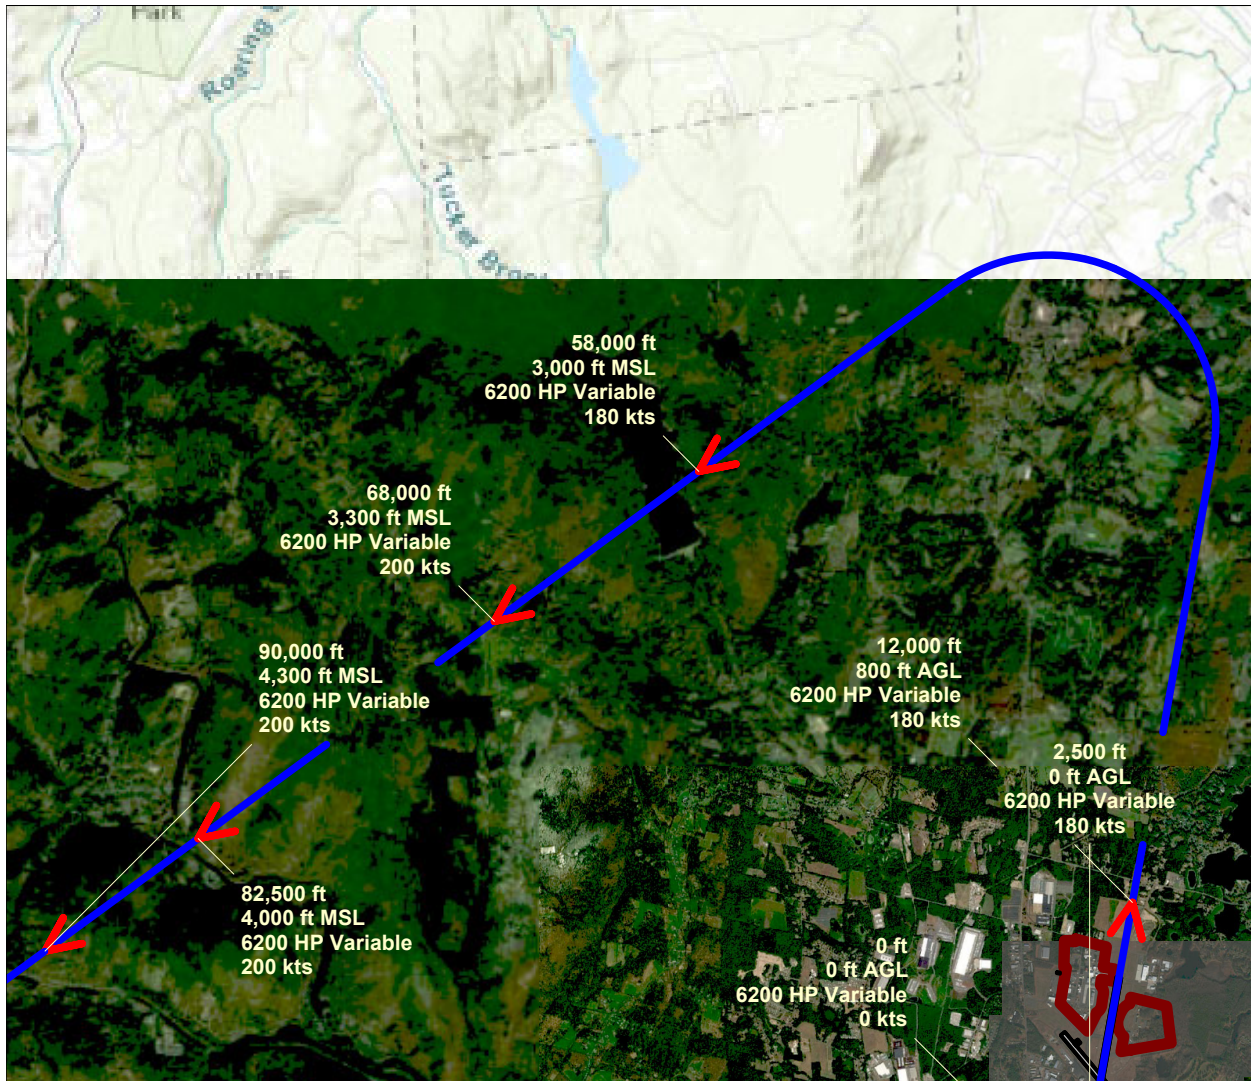 Park
Roaring
Tucker Broo
58,000 ft
3,000 ft MSL
6200 HP Variable
180 kts
68,000 ft
3,300 ft MSL
6200 HP Variable
200 kts
90,000 ft
4,300 ft MSL
6200 HP Variable
200 kts
12,000 ft
800 ft AGL
6200 HP Variable
180 kts
2,500 ft
0 ft AGL
6200 HP Variable
180 kts
82,500 ft
4,000 ft MSL
6200 HP Variable
200 kts
0 ft
0 ft AGL
6200 HP Variable
0 kts